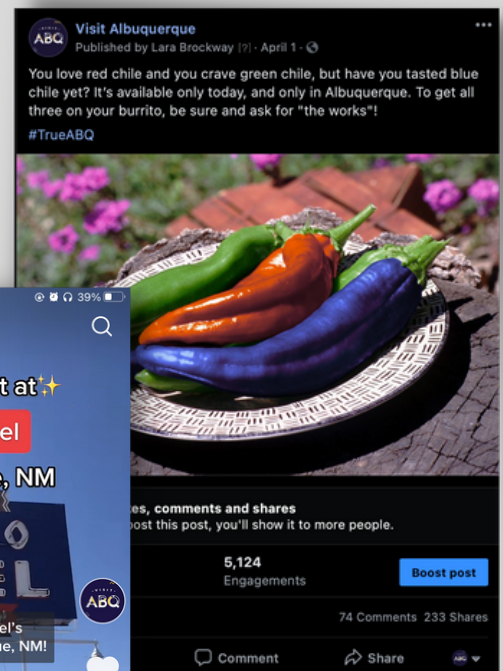 Visit Albuquerque
Published by Lara Brockway [?] · April 1 ·
You love red chile and you crave green chile, but have you tasted blue
chile yet? It's available only today, and only in Albuquerque. To get all
three on your burrito, be sure and ask for "the works"!
#TrueABQ
VISIT
ABQ
39%
t at
el
, NM
O
E L
ABQ
el's
ue, NM!
es, comments and shares
ost this post, you'll show it to more people.
5,124
Engagements
Boost post
74 Comments 233 Shares
Comment
Share